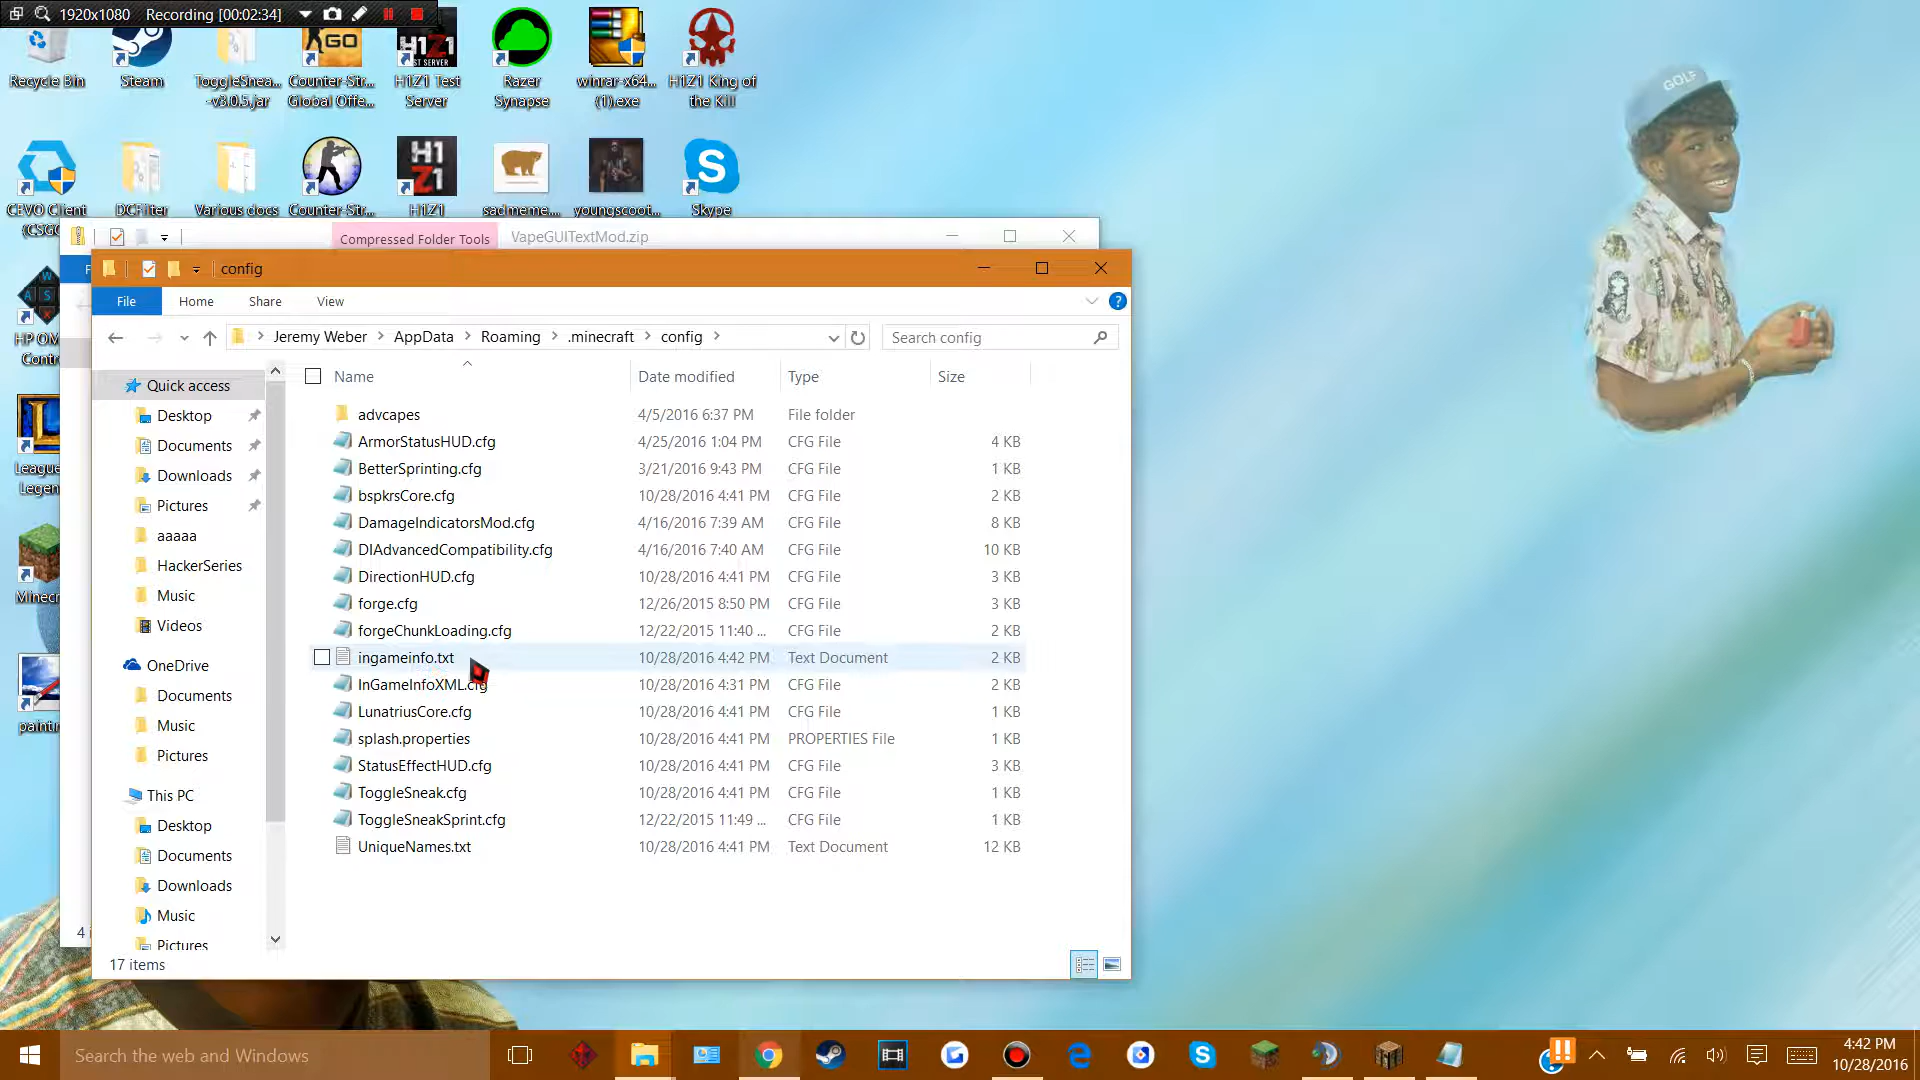 1920x1080 Recording [00:02:34]
Recycle Bin
Steam
ToggleSnea...
-v3.0.5.jar
Counter-Str...
Global Offe...
H1Z1 Test
Server
Razer
Synapse
winrar-x64...
(1).exe
H1Z1 King of
the Kill
GOLF
CEVO Client
(CSGO
DCFilter
Various docs
Counter-Str...
H1Z1
sadmeme....
youngscoot...
Skype
HP OM
Contr
League
Legen
Minecr
paint
Compressed Folder Tools VapeGUITextMod.zip
config
File Home Share View
Jeremy Weber AppData Roaming .minecraft config Search config
Name Date modified Type Size
Quick access
Desktop
Documents
Downloads
Pictures
aaaaa
HackerSeries
Music
Videos
OneDrive
Documents
Music
Pictures
This PC
Desktop
Documents
Downloads
Music
Pictures
advcapes 4/5/2016 6:37 PM File folder
ArmorStatusHUD.cfg 4/25/2016 1:04 PM CFG File 4 KB
BetterSprinting.cfg 3/21/2016 9:43 PM CFG File 1 KB
bspkrsCore.cfg 10/28/2016 4:41 PM CFG File 2 KB
DamageIndicatorsMod.cfg 4/16/2016 7:39 AM CFG File 8 KB
DIAdvancedCompatibility.cfg 4/16/2016 7:40 AM CFG File 10 KB
DirectionHUD.cfg 10/28/2016 4:41 PM CFG File 3 KB
forge.cfg 12/26/2015 8:50 PM CFG File 3 KB
forgeChunkLoading.cfg 12/22/2015 11:40 ... CFG File 2 KB
ingameinfo.txt 10/28/2016 4:42 PM Text Document 2 KB
InGameInfoXML.cfg 10/28/2016 4:31 PM CFG File 2 KB
LunatriusCore.cfg 10/28/2016 4:41 PM CFG File 1 KB
splash.properties 10/28/2016 4:41 PM PROPERTIES File 1 KB
StatusEffectHUD.cfg 10/28/2016 4:41 PM CFG File 3 KB
ToggleSneak.cfg 10/28/2016 4:41 PM CFG File 1 KB
ToggleSneakSprint.cfg 12/22/2015 11:49 ... CFG File 1 KB
UniqueNames.txt 10/28/2016 4:41 PM Text Document 12 KB
4 i
17 items
Search the web and Windows
4:42 PM
10/28/2016